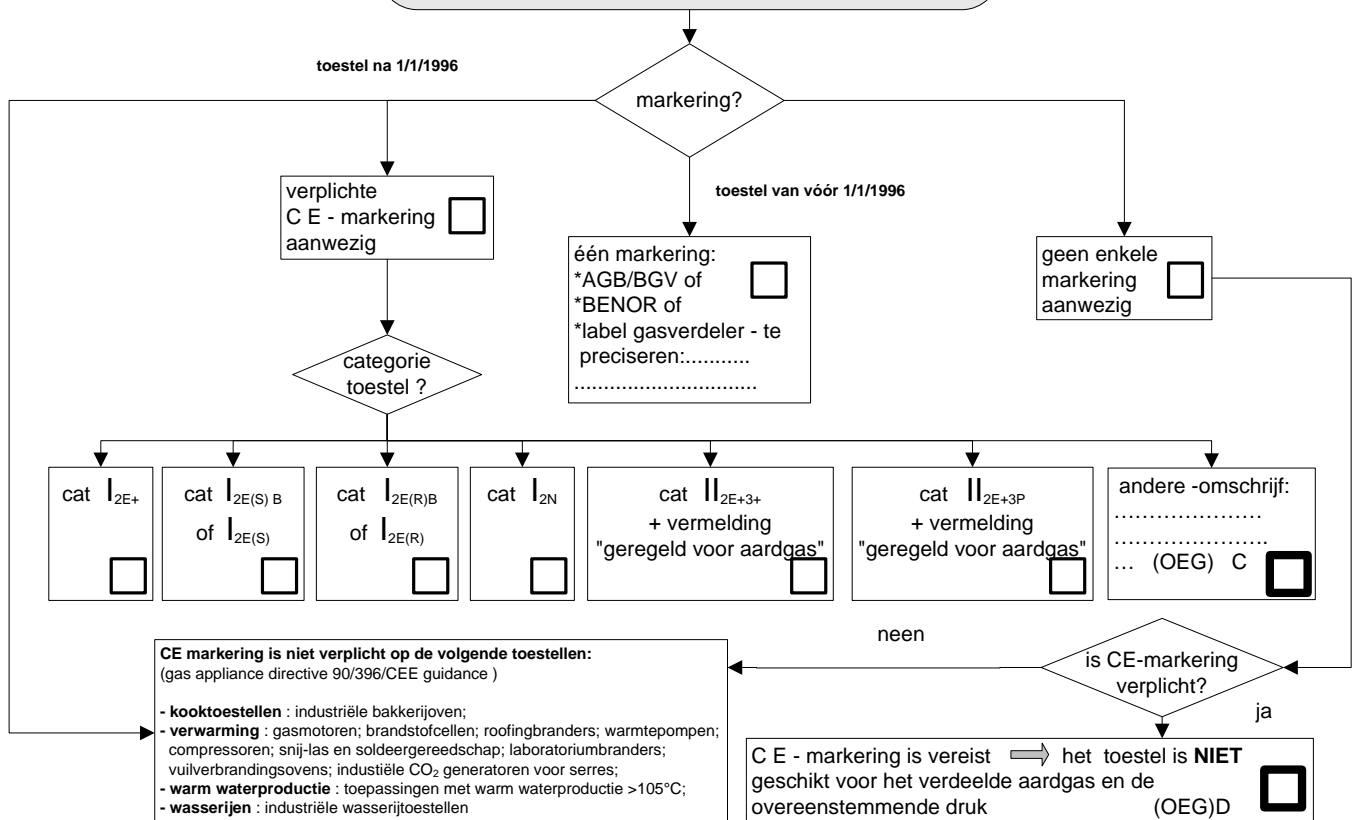 toestel na 1/1/1996
markering?
verplichte
C E - markering
aanwezig
toestel van vóór 1/1/1996
één markering:
*AGB/BGV of
*BENOR of
*label gasverdeler - te
preciseren:...........
...............................
geen enkele
markering
aanwezig
categorie
toestel ?
cat I2E+
cat I2E(S) B
of I2E(S)
cat I2E(R)B
of I2E(R)
cat I2N
cat II2E+3+
+ vermelding
"geregeld voor aardgas"
cat II2E+3P
+ vermelding
"geregeld voor aardgas"
andere -omschrijf:
.....................
.......................
... (OEG) C
neen
is CE-markering
verplicht?
ja
CE markering is niet verplicht op de volgende toestellen:
(gas appliance directive 90/396/CEE guidance )
- kooktoestellen : industriële bakkerijoven;
- verwarming : gasmotoren; brandstofcellen; roofingbranders; warmtepompen;
compressoren; snij-las en soldeergereedschap; laboratoriumbranders;
vuilverbrandingsovens; industiële CO₂ generatoren voor serres;
- warm waterproductie : toepassingen met warm waterproductie >105°C;
- wasserijen : industriële wasserijtoestellen
C E - markering is vereist ⇨ het toestel is NIET
geschikt voor het verdeelde aardgas en de
overeenstemmende druk (OEG)D